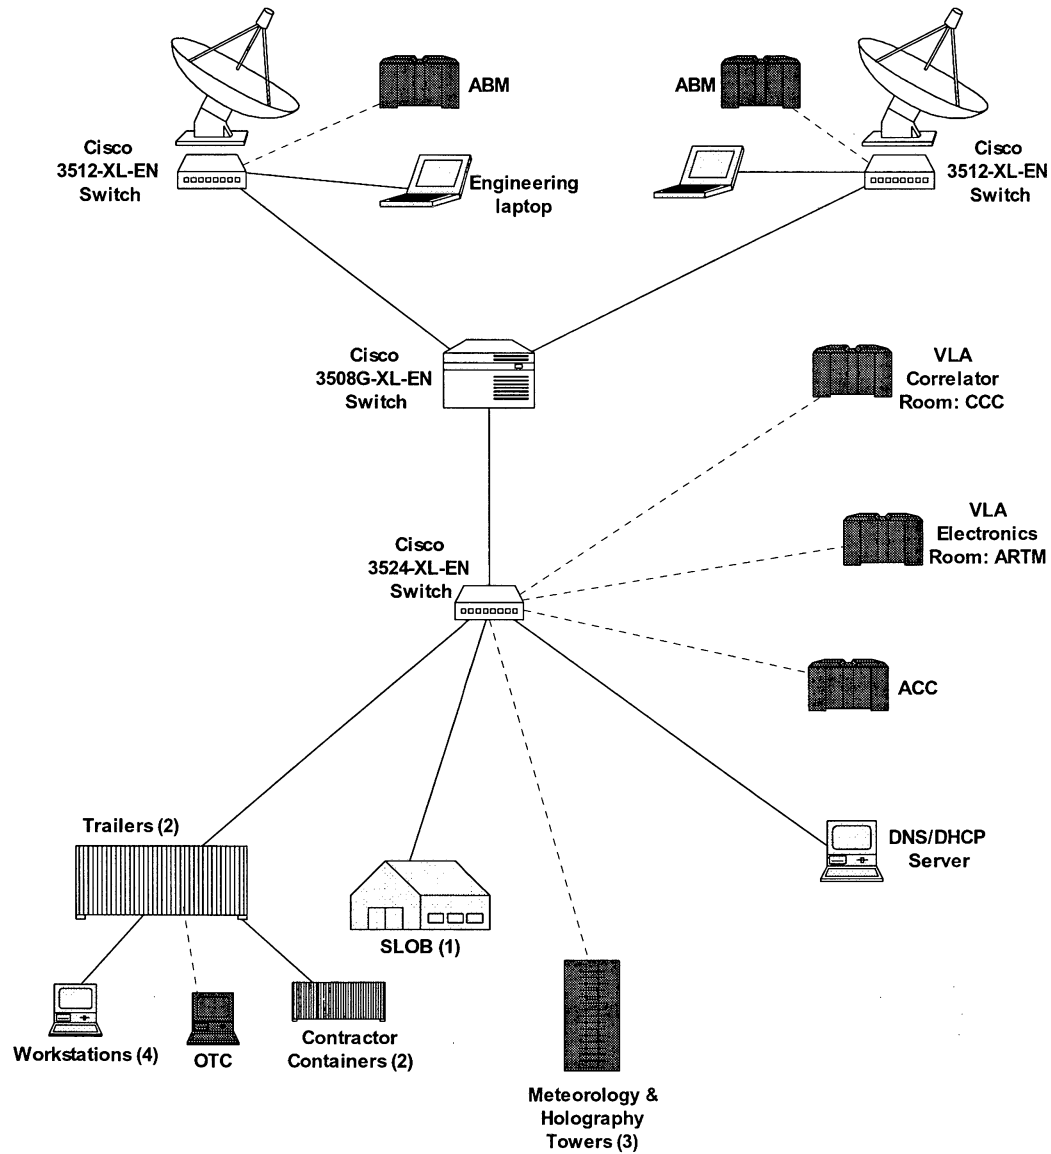 ABM
ABM
Cisco
3512-XL-EN
Switch
Engineering
laptop
Cisco
3512-XL-EN
Switch
Cisco
3508G-XL-EN
Switch
VLA
Correlator
Room: CCC
VLA
Electronics
Room: ARTM
Cisco
3524-XL-EN
Switch
ACC
Trailers (2)
DNS/DHCP
Server
SLOB (1)
Workstations (4)
OTC
Contractor
Containers (2)
Meteorology &
Holography
Towers (3)